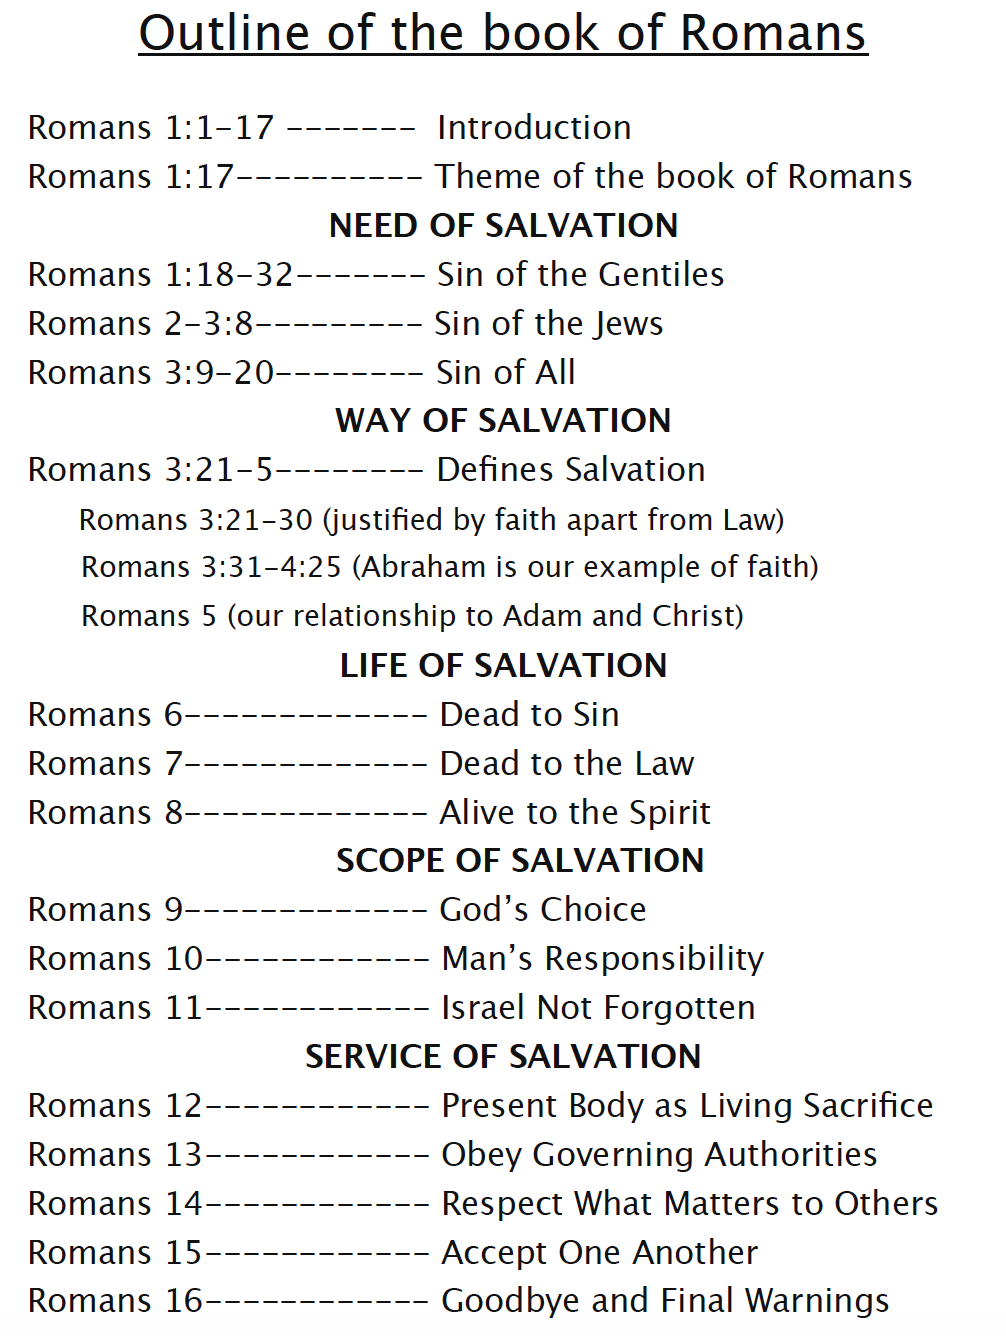 Outline of the book of Romans
Romans 1:1-17 ------- Introduction
Romans 1:17---------- Theme of the book of Romans
NEED OF SALVATION
Romans 1:18-32------- Sin of the Gentiles
Romans 2-3:8--------- Sin of the Jews
Romans 3:9-20-------- Sin of All
WAY OF SALVATION
Romans 3:21-5-------- Defines Salvation
Romans 3:21-30 (justified by faith apart from Law)
Romans 3:31-4:25 (Abraham is our example of faith)
Romans 5 (our relationship to Adam and Christ)
LIFE OF SALVATION
Romans 6------------- Dead to Sin
Romans 7------------- Dead to the Law
Romans 8------------- Alive to the Spirit
SCOPE OF SALVATION
Romans 9------------- God’s Choice
Romans 10------------ Man’s Responsibility
Romans 11------------ Israel Not Forgotten
SERVICE OF SALVATION
Romans 12------------ Present Body as Living Sacrifice
Romans 13------------ Obey Governing Authorities
Romans 14------------ Respect What Matters to Others
Romans 15------------ Accept One Another
Romans 16------------ Goodbye and Final Warnings